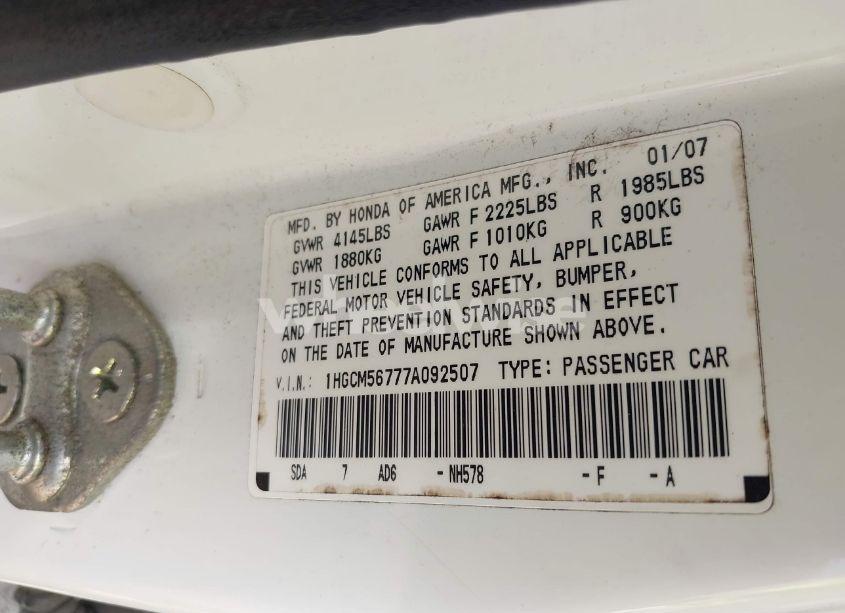 MFD. BY HONDA OF AMERICA MFG., INC. 01/07
GVWR 4145LBS GAWR F 2225LBS R 1985LBS
GVWR 1880KG GAWR F 1010KG R 900KG
THIS VEHICLE CONFORMS TO ALL APPLICABLE
FEDERAL MOTOR VEHICLE SAFETY, BUMPER,
AND THEFT PREVENTION STANDARDS IN EFFECT
ON THE DATE OF MANUFACTURE SHOWN ABOVE.
V.I.N.: 1HGCM56777A092507 TYPE: PASSENGER CAR
SDA 7 AD6 - NH578 - F - A